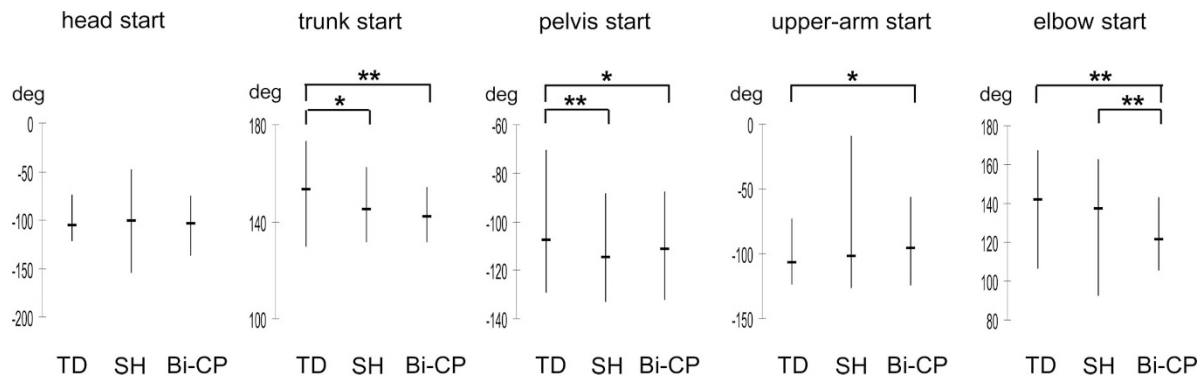 head start
trunk start
pelvis start
upper-arm start
elbow start
deg
0
-50
-100
-150
-200
TD SH Bi-CP
deg
**
*
180
140
100
TD SH Bi-CP
deg
*
**
-60
-80
-100
-120
-140
TD SH Bi-CP
deg
*
-0
-50
-100
-150
TD SH Bi-CP
deg
**
**
180
160
140
120
100
80
TD SH Bi-CP